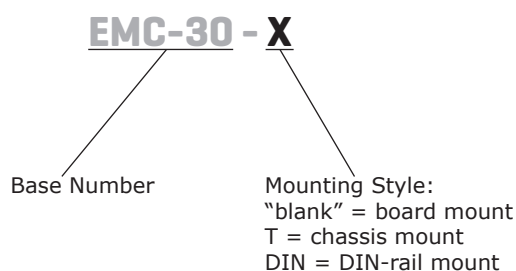 EMC-30 - X
Base Number
Mounting Style:
“blank” = board mount
T = chassis mount
DIN = DIN-rail mount